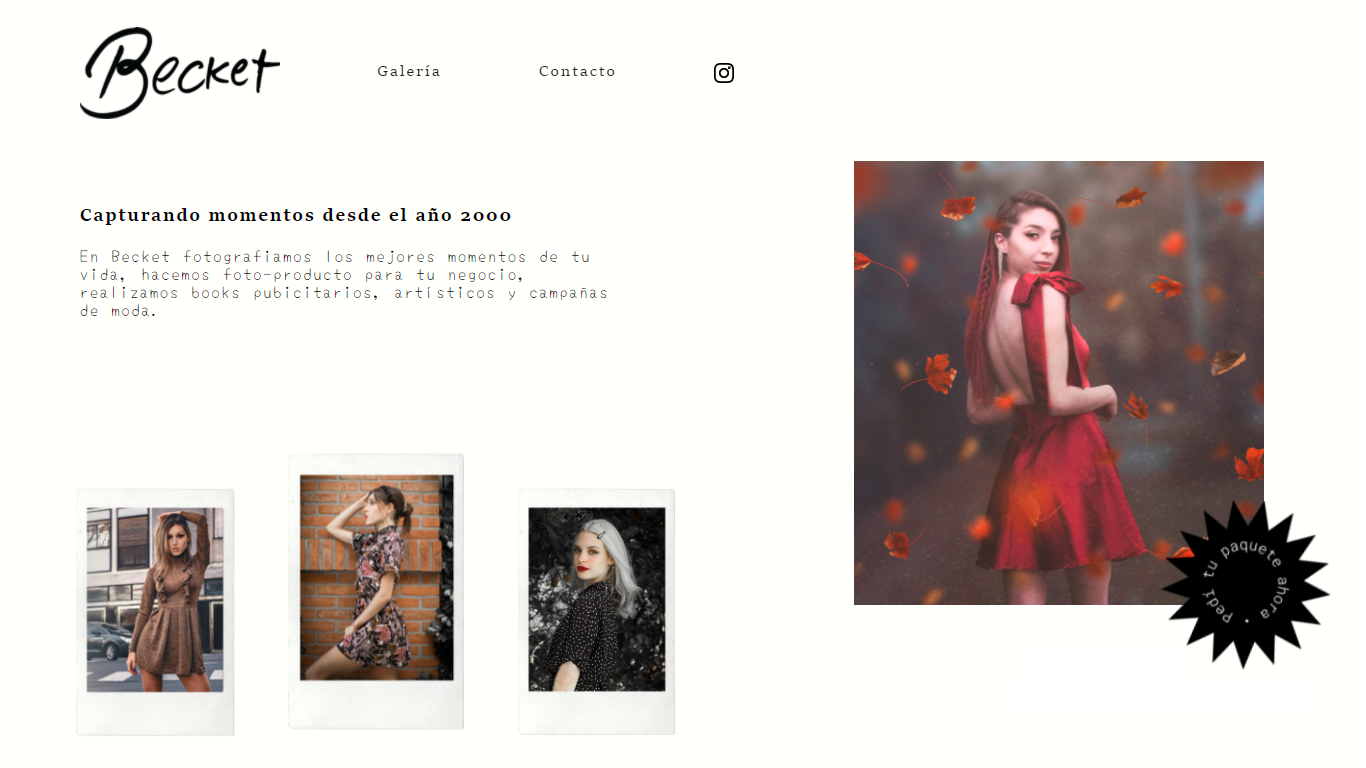 Becket
Galería
Contacto
Capturando momentos desde el año 2000
En Becket fotografiamos los mejores momentos de tu
vida, hacemos foto-producto para tu negocio,
realizamos books pubicitarios, artísticos y campañas
de moda.
pedí tu paquete ahora •